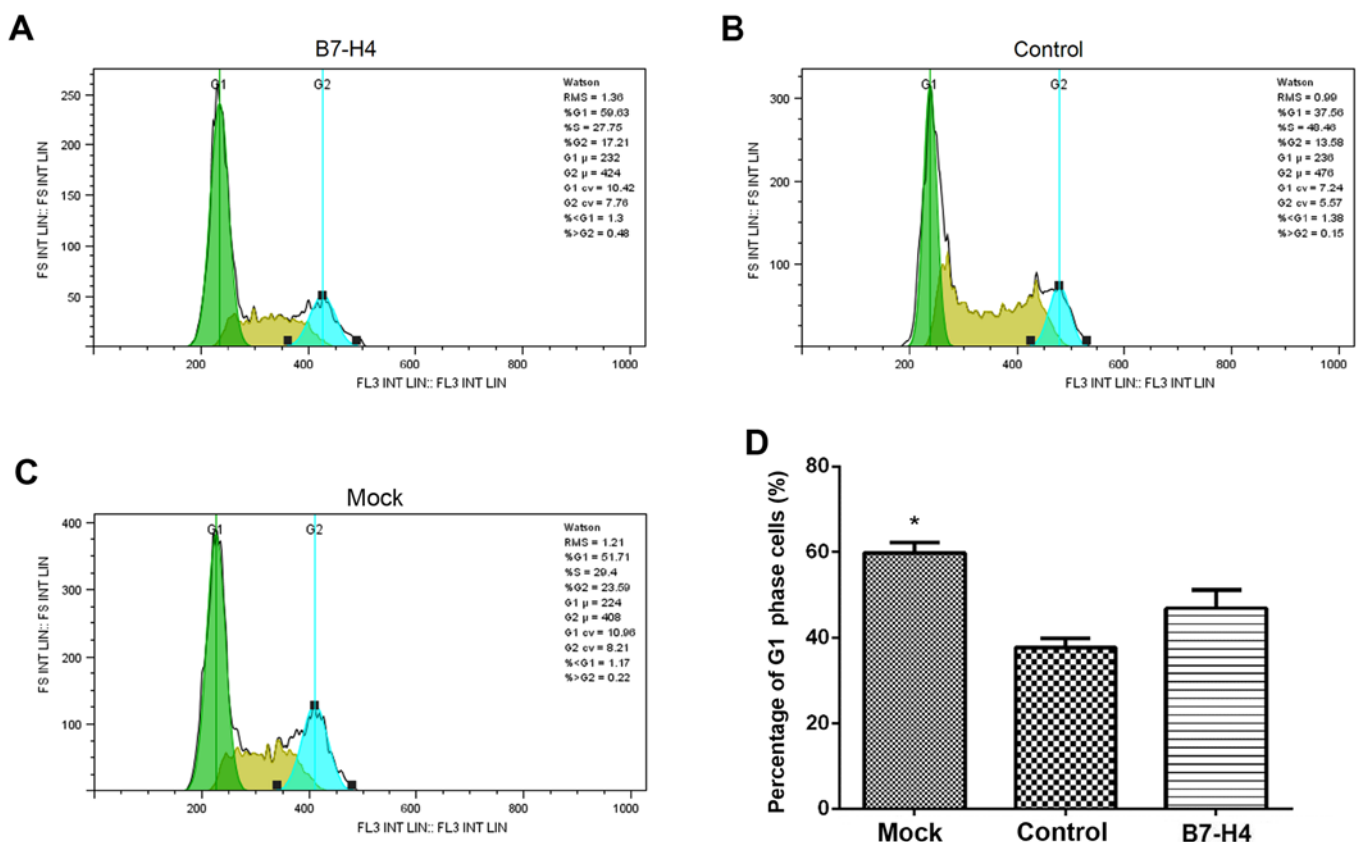 A
B7-H4
G1
G2
250
200
150
100
50
200
400
600
800
1000
FS INT LIN:: FS INT LIN
FL3 INT LIN:: FL3 INT LIN
Watson
RMS = 1.36
%G1 = 59.63
%S = 27.75
%G2 = 17.21
G1 µ = 232
G2 µ = 424
G1 cv = 10.42
G2 cv = 7.76
%<G1 = 1.3
%>G2 = 0.48
B
Control
G1
G2
300
200
100
200
400
600
800
1000
FS INT LIN:: FS INT LIN
FL3 INT LIN:: FL3 INT LIN
Watson
RMS = 0.99
%G1 = 37.56
%S = 48.46
%G2 = 13.58
G1 µ = 236
G2 µ = 476
G1 cv = 7.24
G2 cv = 5.57
%<G1 = 1.38
%>G2 = 0.15
C
Mock
G1
G2
400
300
200
100
200
400
600
800
1000
FS INT LIN:: FS INT LIN
FL3 INT LIN:: FL3 INT LIN
Watson
RMS = 1.21
%G1 = 51.71
%S = 29.4
%G2 = 23.59
G1 µ = 224
G2 µ = 408
G1 cv = 10.96
G2 cv = 8.21
%<G1 = 1.17
%>G2 = 0.22
D
Percentage of G1 phase cells (%)
80
60
40
20
0
*
Mock
Control
B7-H4